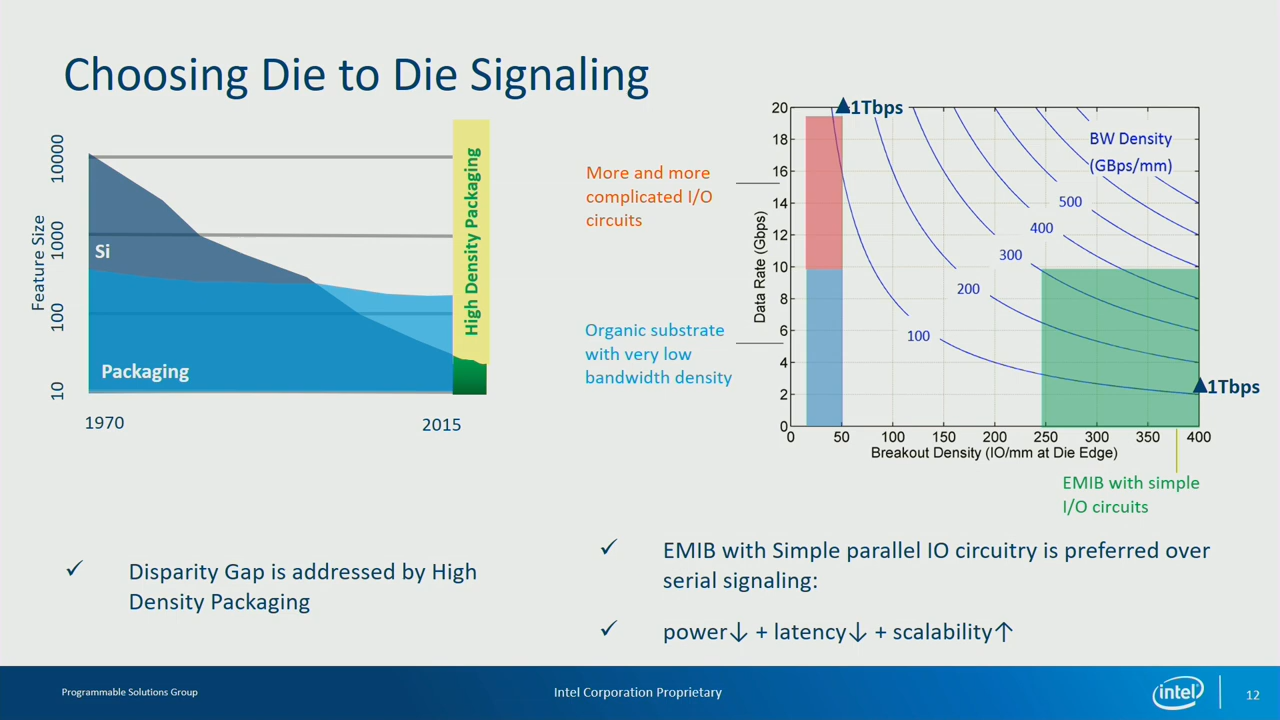 Choosing Die to Die Signaling
Feature Size
10000
1000
100
10
Si
Packaging
High Density Packaging
1970
2015
More and more
complicated I/O
circuits
Organic substrate
with very low
bandwidth density
Data Rate (Gbps)
20
18
16
14
12
10
8
6
4
2
0
▲1Tbps
BW Density
(GBps/mm)
500
400
300
200
100
▲1Tbps
0 50 100 150 200 250 300 350 400
Breakout Density (IO/mm at Die Edge)
EMIB with simple
I/O circuits
✓ Disparity Gap is addressed by High
Density Packaging
✓ EMIB with Simple parallel IO circuitry is preferred over
serial signaling:
✓ power↓ + latency↓ + scalability↑
Programmable Solutions Group
Intel Corporation Proprietary
intel
12